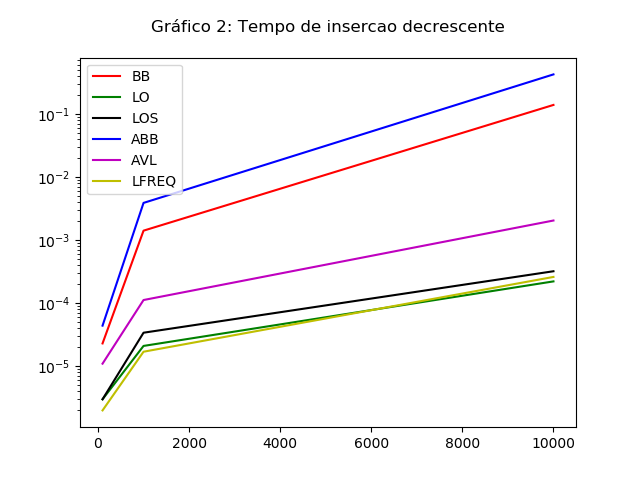 Gráfico 2: Tempo de insercao decrescente
BB
LO
LOS
ABB
AVL
LFREQ
10⁻¹
10⁻²
10⁻³
10⁻⁴
10⁻⁵
0 2000 4000 6000 8000 10000